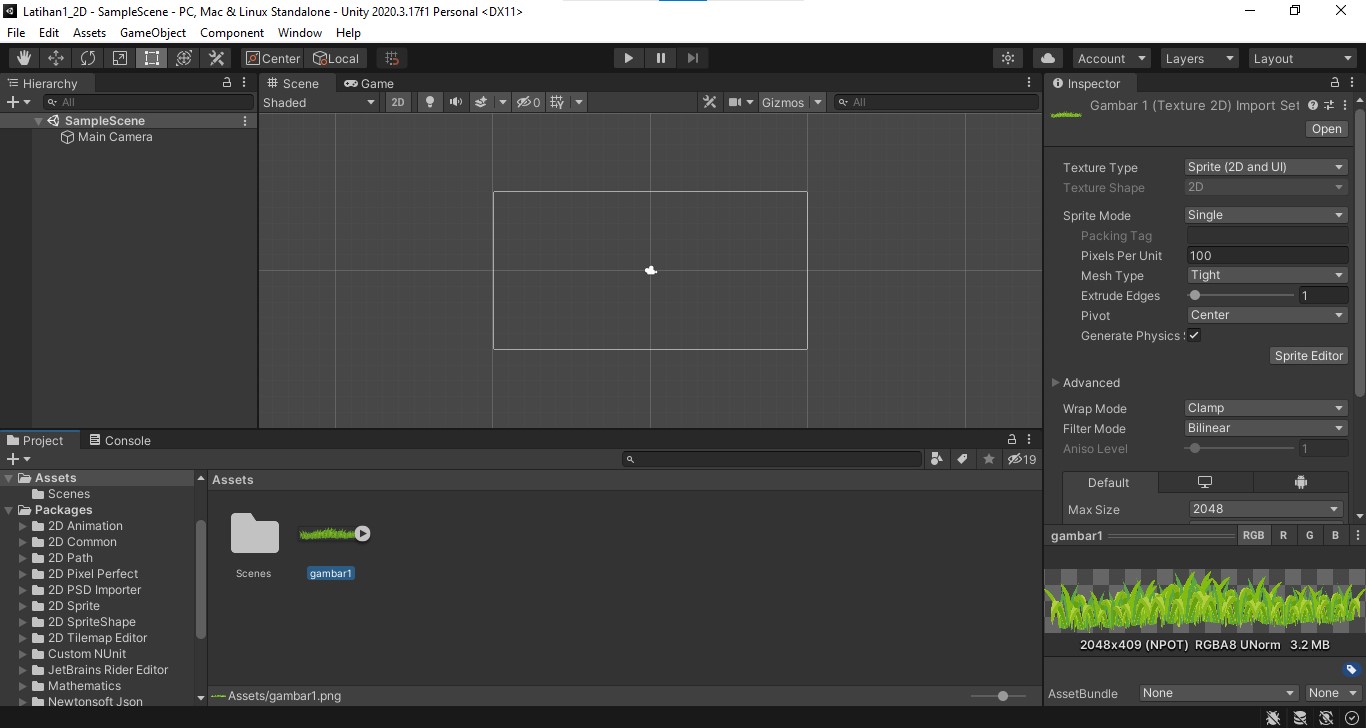 Latihan1_2D - SampleScene - PC, Mac & Linux Standalone - Unity 2020.3.17f1 Personal <DX11>
File Edit Assets GameObject Component Window Help
Center Local Account Layers Layout
Hierarchy
All
SampleScene
Main Camera
Scene Game
Shaded 2D 0 Gizmos All
Inspector
Gambar 1 (Texture 2D) Import Set
Open
Texture Type Sprite (2D and UI)
Texture Shape 2D
Sprite Mode Single
Packing Tag
Pixels Per Unit 100
Mesh Type Tight
Extrude Edges 1
Pivot Center
Generate Physics S
Sprite Editor
Advanced
Wrap Mode Clamp
Filter Mode Bilinear
Aniso Level 1
Default
Max Size 2048
gambar1 RGB R G B
2048x409 (NPOT) RGBA8 UNorm 3.2 MB
AssetBundle None None
Project Console
19
Assets
Scenes
Packages
2D Animation
2D Common
2D Path
2D Pixel Perfect
2D PSD Importer
2D Sprite
2D SpriteShape
2D Tilemap Editor
Custom NUnit
JetBrains Rider Editor
Mathematics
Newtonsoft Json
Assets
Scenes gambar1
Assets/gambar1.png